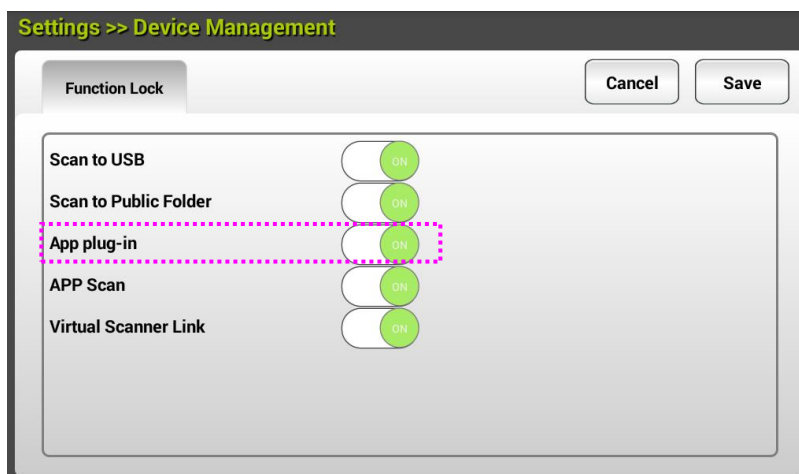 Settings >> Device Management
Function Lock
Cancel
Save
Scan to USB
ON
Scan to Public Folder
ON
App plug-in
ON
APP Scan
ON
Virtual Scanner Link
ON